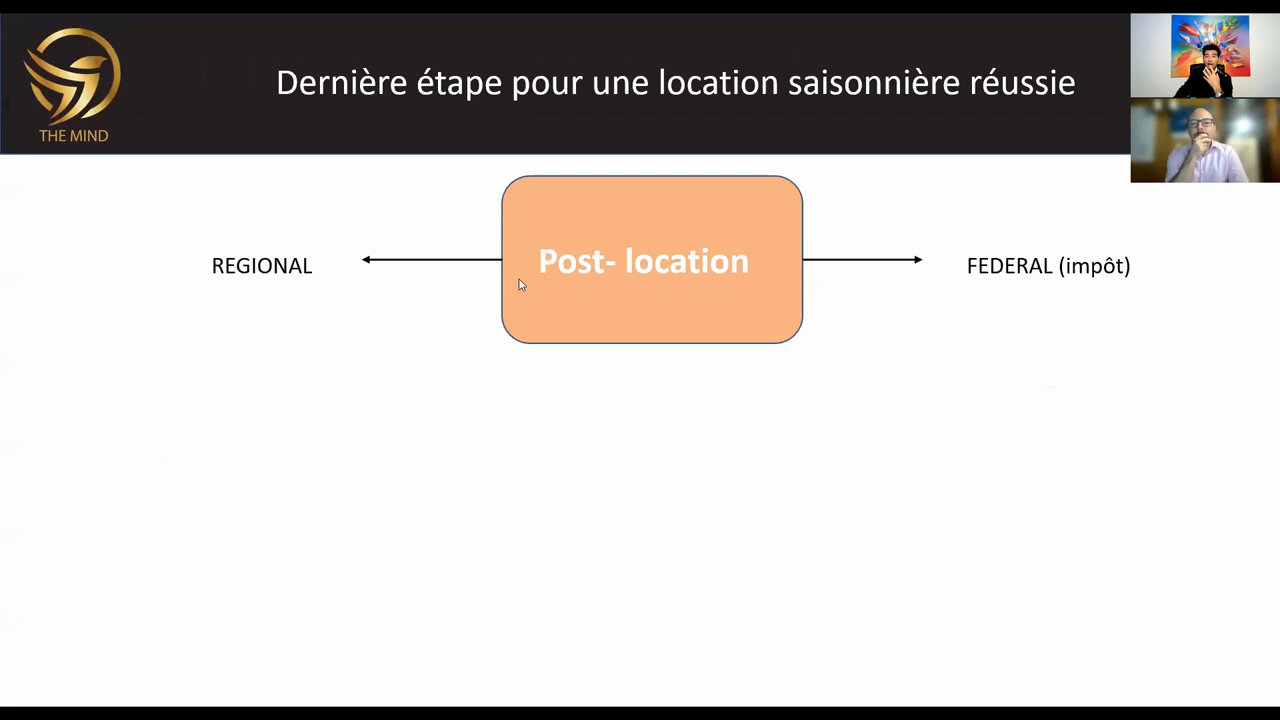 THE MIND
Dernière étape pour une location saisonnière réussie
REGIONAL
Post- location
FEDERAL (impôt)